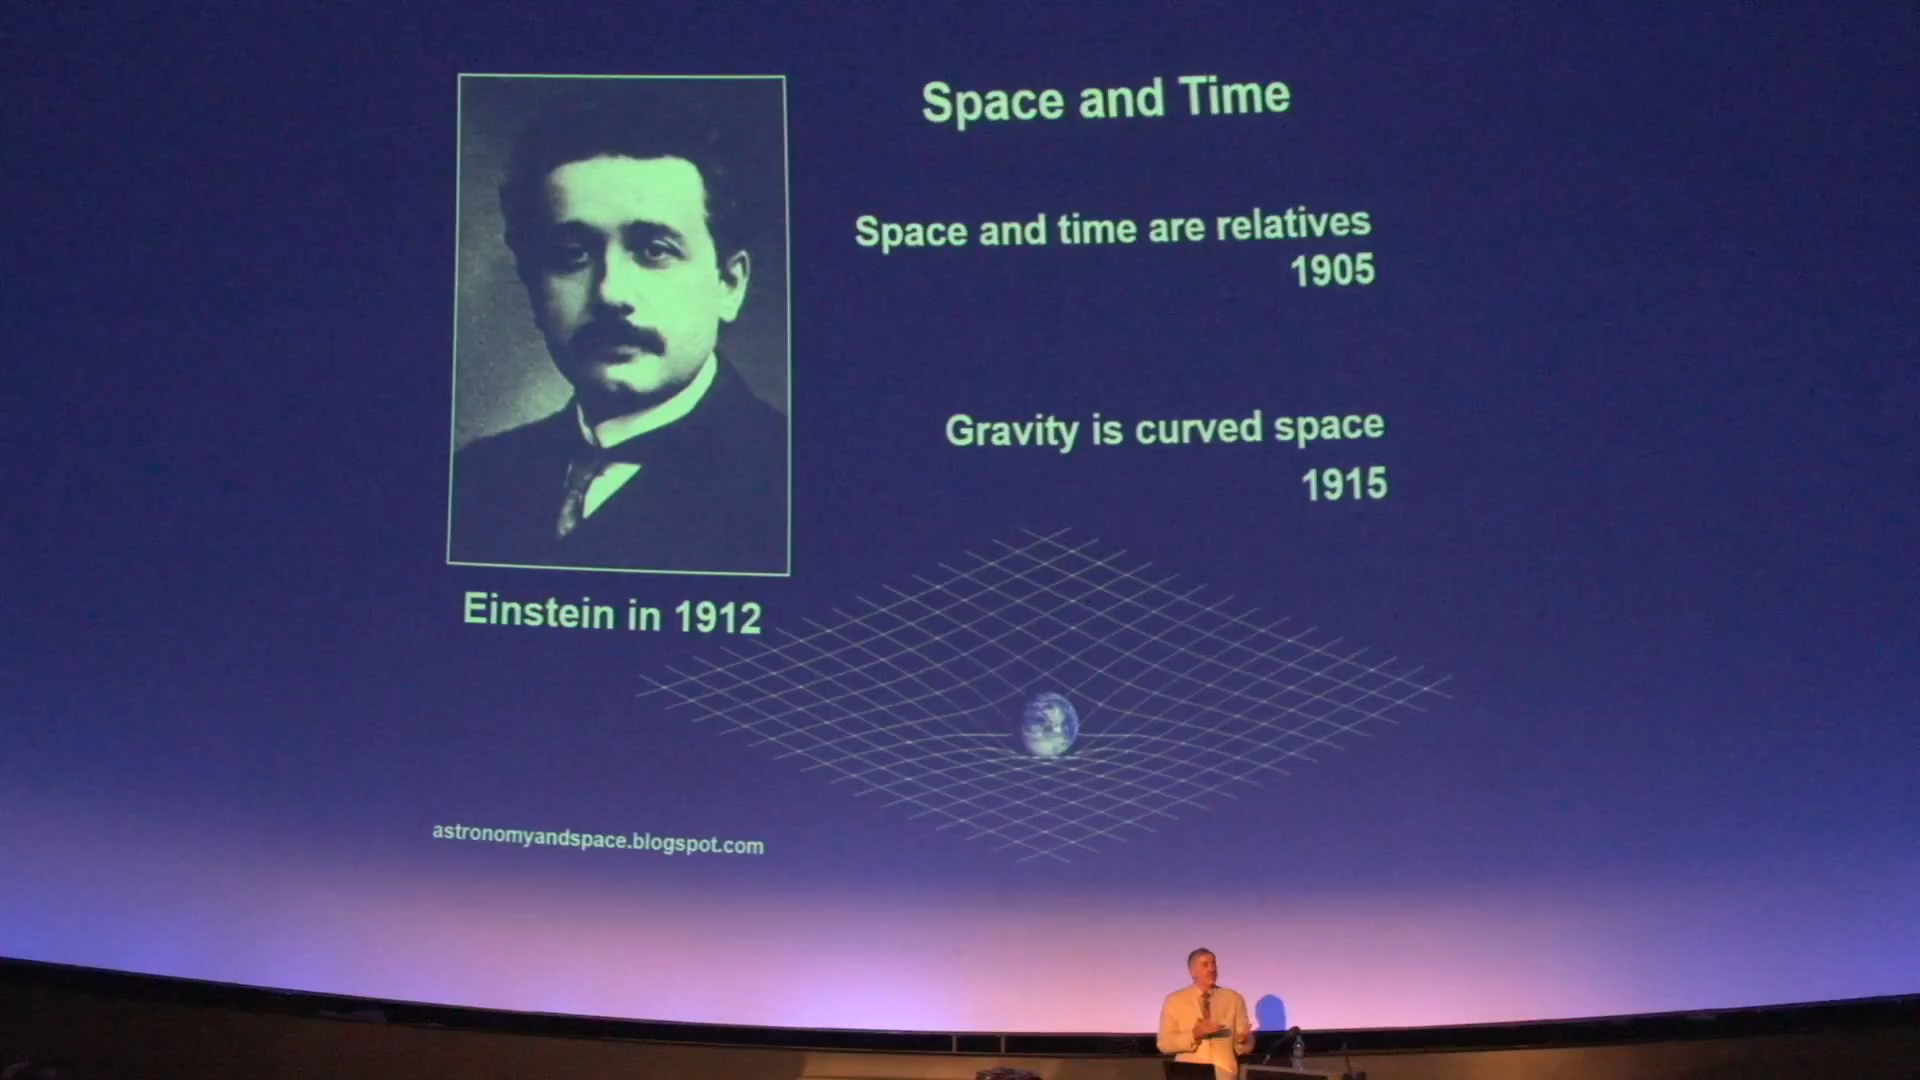 Space and Time
Space and time are relatives
1905
Gravity is curved space
1915
Einstein in 1912
astronomyandspace.blogspot.com